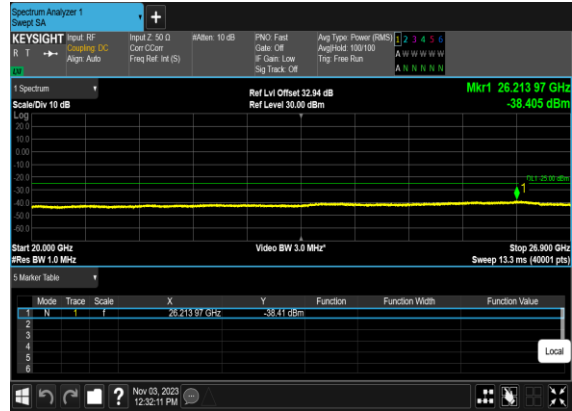 Spectrum Analyzer 1
Swept SA
+
KEYSIGHT Input: RF Input Z: 50 Ω #Atten: 10 dB PNO: Fast Avg Type: Power (RMS) 1 2 3 4 5 6
R T Coupling: DC Corr CCorr Gate: Off Avg|Hold: 100/100 A W W W W W
Align: Auto Freq Ref: Int (S) IF Gain: Low Trig: Free Run
Sig Track: Off A N N N N N
1 Spectrum
Ref Lvl Offset 32.94 dB Mkr1 26.213 97 GHz
Scale/Div 10 dB Ref Level 30.00 dBm -38.405 dBm
Log
20.0
10.0
0.00
-10.0
-20.0
DL1 -25.00 dBm
-30.0
1
-40.0
-50.0
-60.0
Start 20.000 GHz Video BW 3.0 MHz* Stop 26.900 GHz
#Res BW 1.0 MHz Sweep 13.3 ms (40001 pts)
5 Marker Table
Mode Trace Scale X Y Function Function Width Function Value
1 N 1 f 26.213 97 GHz -38.41 dBm
2
3
4
5
6
Local
? Nov 03, 2023
12:32:11 PM